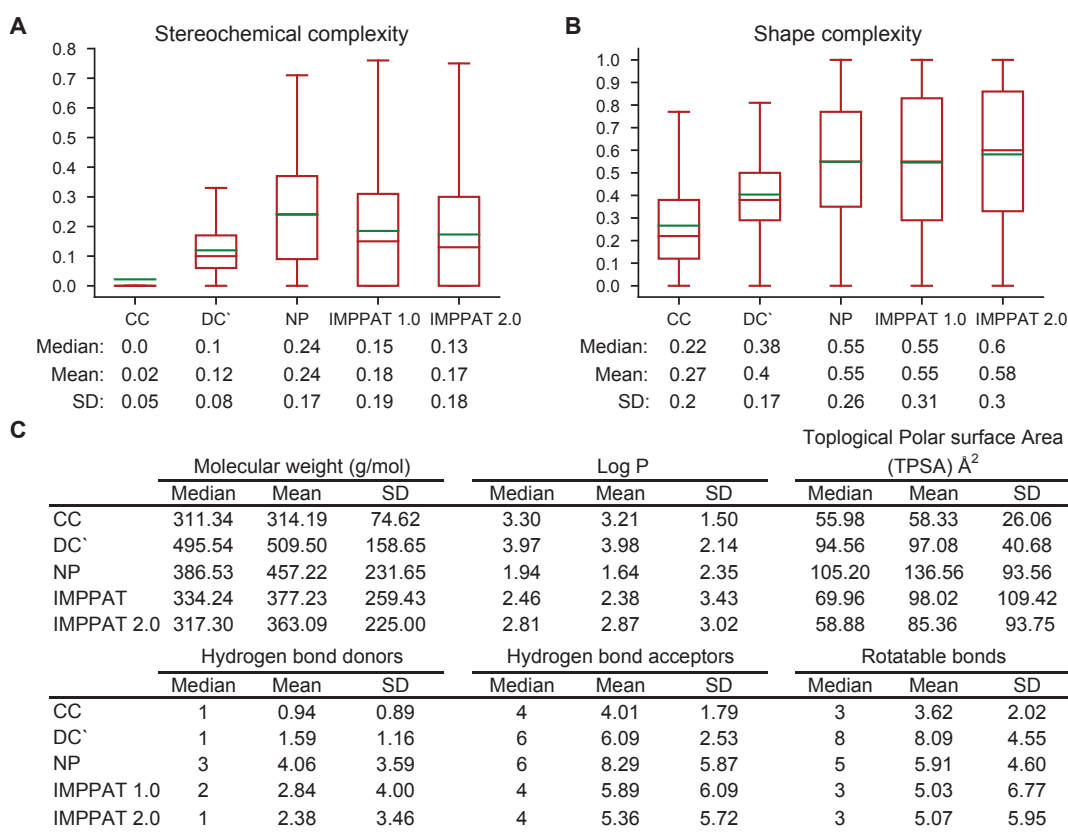 A
Stereochemical complexity
0.8
0.7
0.6
0.5
0.4
0.3
0.2
0.1
0.0
CC DC` NP IMPPAT 1.0 IMPPAT 2.0
Median: 0.0 0.1 0.24 0.15 0.13
Mean: 0.02 0.12 0.24 0.18 0.17
SD: 0.05 0.08 0.17 0.19 0.18
B
Shape complexity
1.0
0.9
0.8
0.7
0.6
0.5
0.4
0.3
0.2
0.1
0.0
CC DC` NP IMPPAT 1.0 IMPPAT 2.0
Median: 0.22 0.38 0.55 0.55 0.6
Mean: 0.27 0.4 0.55 0.55 0.58
SD: 0.2 0.17 0.26 0.31 0.3
C
Toplogical Polar surface Area
Molecular weight (g/mol) Log P (TPSA) Å²
Median Mean SD Median Mean SD Median Mean SD
CC 311.34 314.19 74.62 3.30 3.21 1.50 55.98 58.33 26.06
DC` 495.54 509.50 158.65 3.97 3.98 2.14 94.56 97.08 40.68
NP 386.53 457.22 231.65 1.94 1.64 2.35 105.20 136.56 93.56
IMPPAT 334.24 377.23 259.43 2.46 2.38 3.43 69.96 98.02 109.42
IMPPAT 2.0 317.30 363.09 225.00 2.81 2.87 3.02 58.88 85.36 93.75
Hydrogen bond donors Hydrogen bond acceptors Rotatable bonds
Median Mean SD Median Mean SD Median Mean SD
CC 1 0.94 0.89 4 4.01 1.79 3 3.62 2.02
DC` 1 1.59 1.16 6 6.09 2.53 8 8.09 4.55
NP 3 4.06 3.59 6 8.29 5.87 5 5.91 4.60
IMPPAT 1.0 2 2.84 4.00 4 5.89 6.09 3 5.03 6.77
IMPPAT 2.0 1 2.38 3.46 4 5.36 5.72 3 5.07 5.95